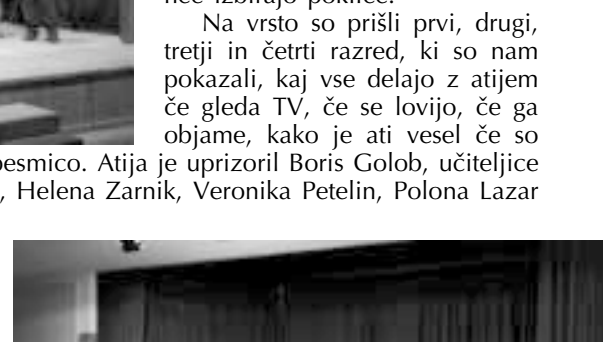 izbirajo poklice.
Na vrsto so prišli prvi, drugi,
tretji in četrti razred, ki so nam
pokazali, kaj vse delajo z atijem
če gleda TV, če se lovijo, če ga
objame, kako je ati vesel če so
pesmico. Atija je uprizoril Boris Golob, učiteljice
, Helena Zarnik, Veronika Petelin, Polona Lazar